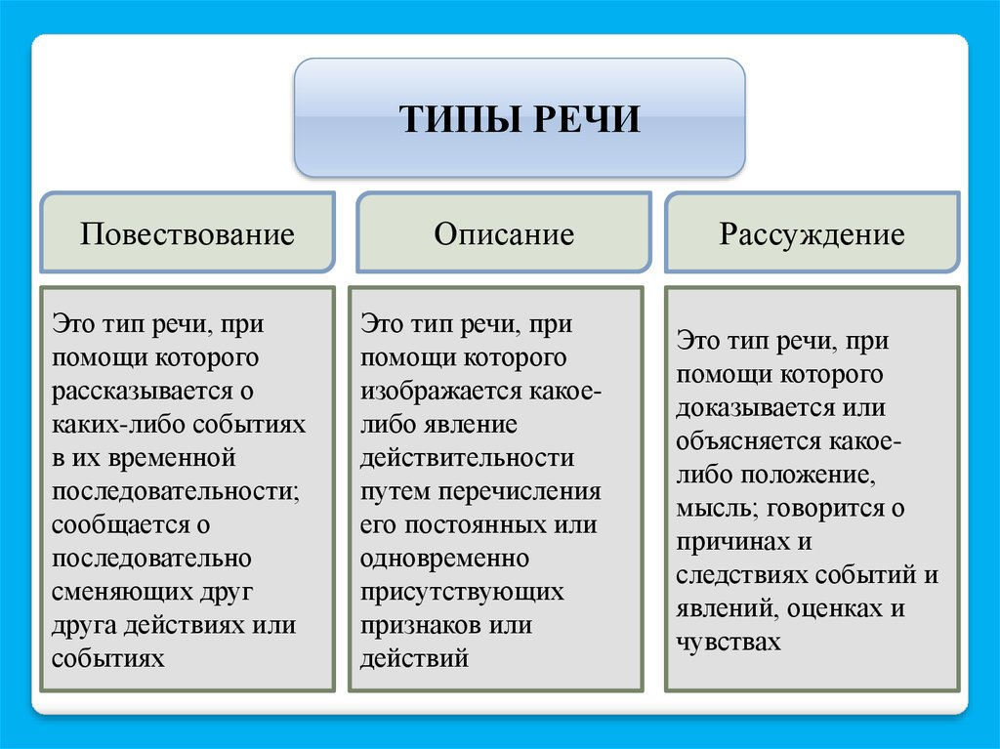 ТИПЫ РЕЧИ
Повествование
Это тип речи, при
помощи которого
рассказывается о
каких-либо событиях
в их временной
последовательности;
сообщается о
последовательно
сменяющих друг
друга действиях или
событиях
Описание
Это тип речи, при
помощи которого
изображается какое-
либо явление
действительности
путем перечисления
его постоянных или
одновременно
присутствующих
признаков или
действий
Рассуждение
Это тип речи, при
помощи которого
доказывается или
объясняется какое-
либо положение,
мысль; говорится о
причинах и
следствиях событий и
явлений, оценках и
чувствах